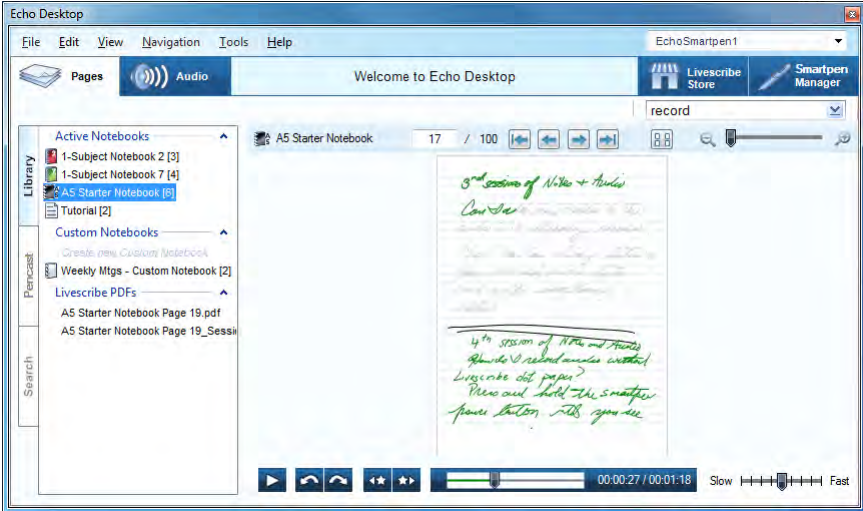 Echo Desktop
File Edit View Navigation Tools Help EchoSmartpen1
Pages Audio Welcome to Echo Desktop Livescribe Store Smartpen Manager
record
Library
Pencast
Search
Active Notebooks
1-Subject Notebook 2 [3]
1-Subject Notebook 7 [4]
A5 Starter Notebook [6]
Tutorial [2]
Custom Notebooks
Create new Custom Notebook
Weekly Mtgs - Custom Notebook [2]
Livescribe PDFs
A5 Starter Notebook Page 19.pdf
A5 Starter Notebook Page 19_Sessi
A5 Starter Notebook 17 / 100
3rd session of Notes + Audio
4th session of Notes and Audio
How do I record audio without
Livescribe dot paper?
Press and hold the smartpen
power button until you see
00:00:27 / 00:01:18 Slow Fast